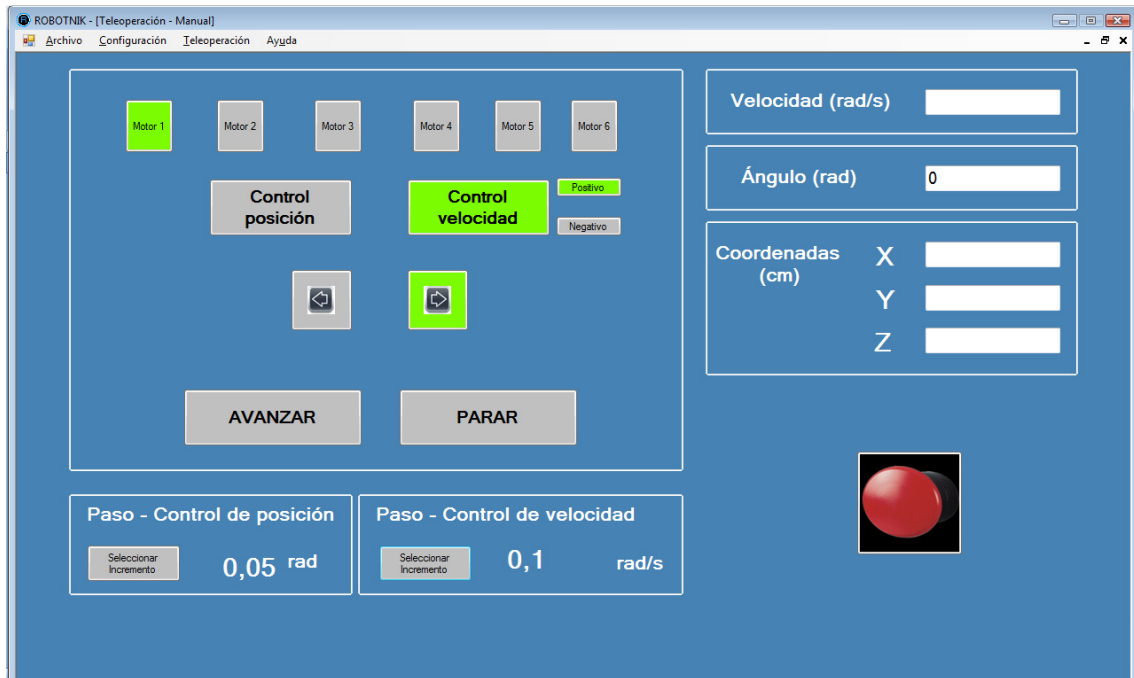 ROBOTNIK - [Teleoperación - Manual]
Archivo Configuración Teleoperación Ayuda
Motor 1 Motor 2 Motor 3 Motor 4 Motor 5 Motor 6
Control
posición
Control
velocidad
Positivo
Negativo
AVANZAR PARAR
Paso - Control de posición
Seleccionar
Incremento
0,05 rad
Paso - Control de velocidad
Seleccionar
Incremento
0,1 rad/s
Velocidad (rad/s)
Ángulo (rad) 0
Coordenadas
(cm)
X
Y
Z